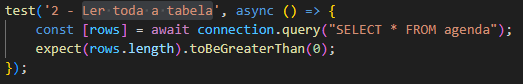 test('2 - Ler toda a tabela', async () => {
    const [rows] = await connection.query("SELECT * FROM agenda");
    expect(rows.length).toBeGreaterThan(0);
});